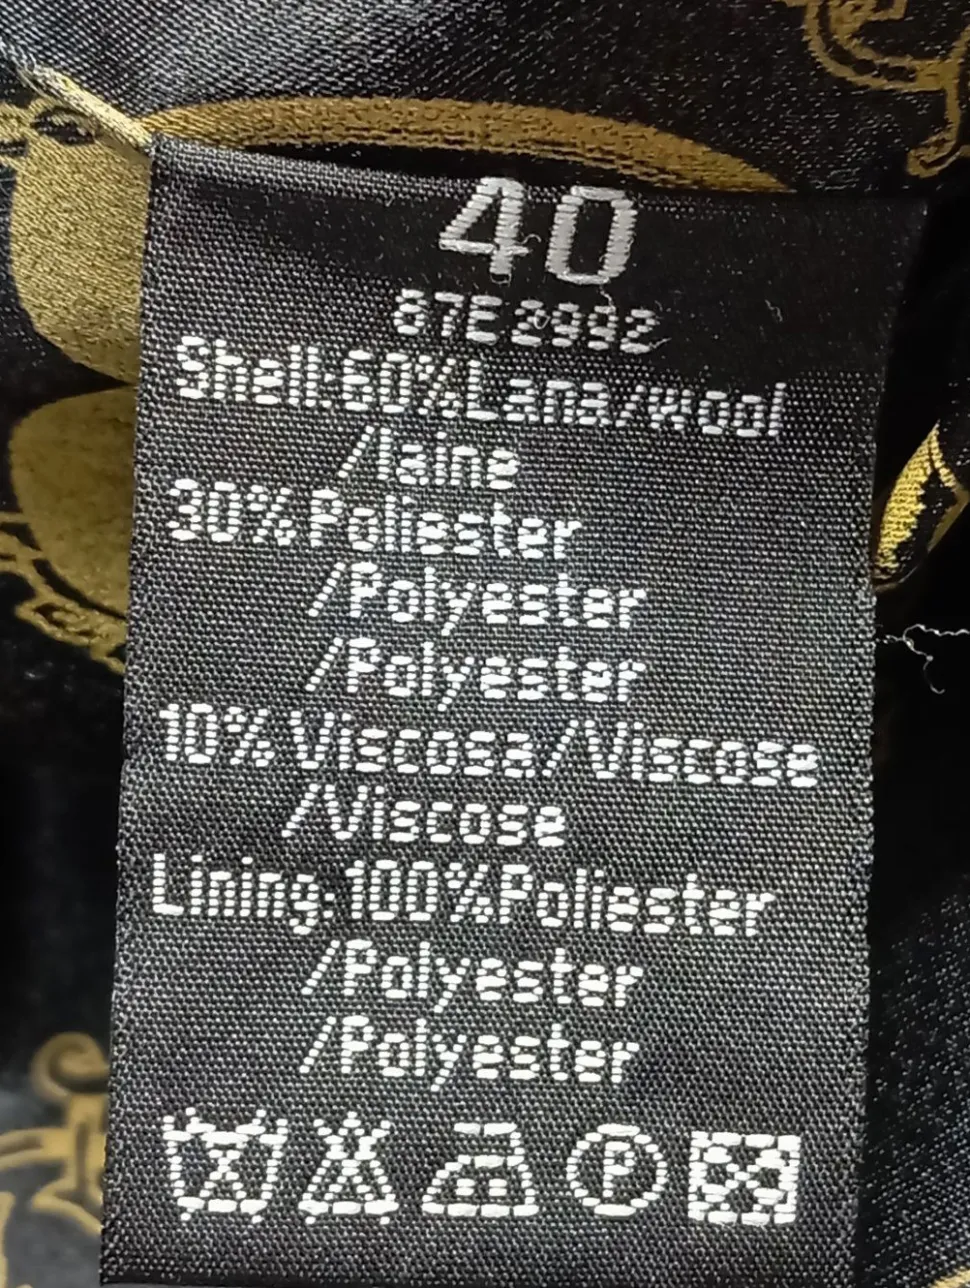 40
87E2992
Shell:60%Lana/wool
/laine
30%Poliester
/Polyester
/Polyester
10%Viscosa/Viscose
/Viscose
Lining:100%Poliester
/Polyester
/Polyester
P